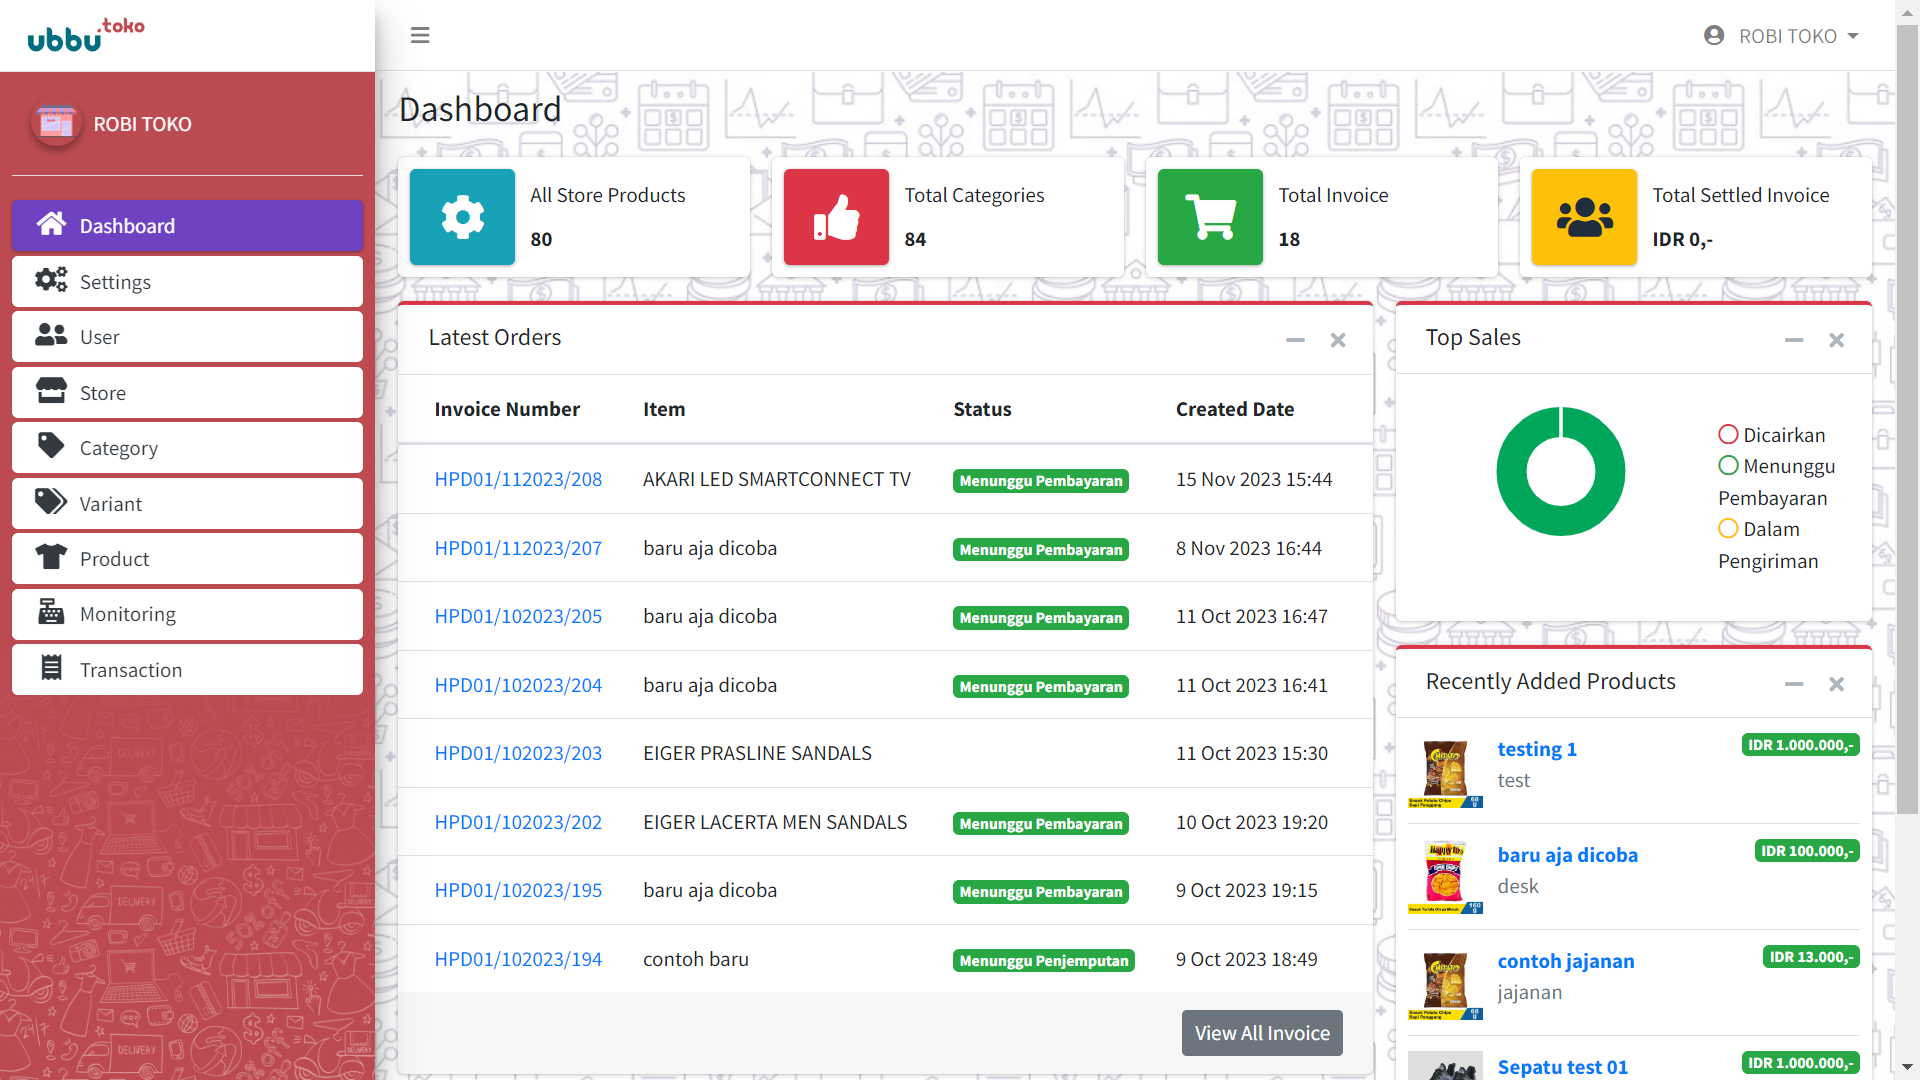 ubbu.toko
ROBI TOKO
ROBI TOKO
Dashboard
Settings
User
Store
Category
Variant
Product
Monitoring
Transaction
Dashboard
All Store Products
80
Total Categories
84
Total Invoice
18
Total Settled Invoice
IDR 0,-
Latest Orders
Invoice Number Item Status Created Date
HPD01/112023/208 AKARI LED SMARTCONNECT TV Menunggu Pembayaran 15 Nov 2023 15:44
HPD01/112023/207 baru aja dicoba Menunggu Pembayaran 8 Nov 2023 16:44
HPD01/102023/205 baru aja dicoba Menunggu Pembayaran 11 Oct 2023 16:47
HPD01/102023/204 baru aja dicoba Menunggu Pembayaran 11 Oct 2023 16:41
HPD01/102023/203 EIGER PRASLINE SANDALS 11 Oct 2023 15:30
HPD01/102023/202 EIGER LACERTA MEN SANDALS Menunggu Pembayaran 10 Oct 2023 19:20
HPD01/102023/195 baru aja dicoba Menunggu Pembayaran 9 Oct 2023 19:15
HPD01/102023/194 contoh baru Menunggu Penjemputan 9 Oct 2023 18:49
View All Invoice
Top Sales
Dicairkan
Menunggu
Pembayaran
Dalam
Pengiriman
Recently Added Products
testing 1 IDR 1.000.000,-
test
baru aja dicoba IDR 100.000,-
desk
contoh jajanan IDR 13.000,-
jajanan
Sepatu test 01 IDR 1.000.000,-